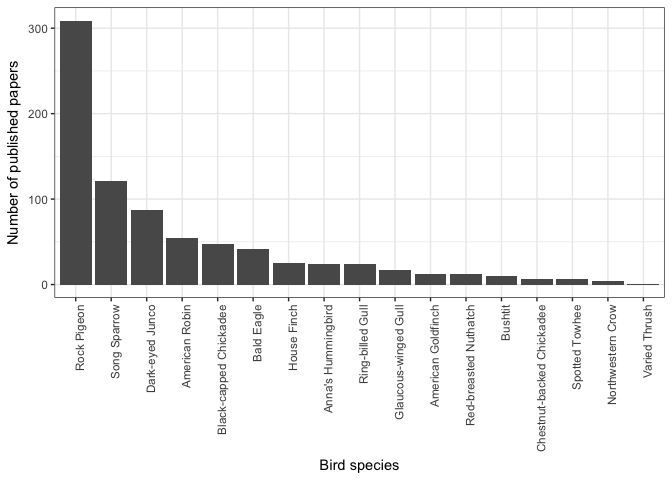 Number of published papers
300
200
100
0
Rock Pigeon
Song Sparrow
Dark-eyed Junco
American Robin
Black-capped Chickadee
Bald Eagle
House Finch
Anna's Hummingbird
Ring-billed Gull
Glaucous-winged Gull
American Goldfinch
Red-breasted Nuthatch
Bushtit
Chestnut-backed Chickadee
Spotted Towhee
Northwestern Crow
Varied Thrush
Bird species